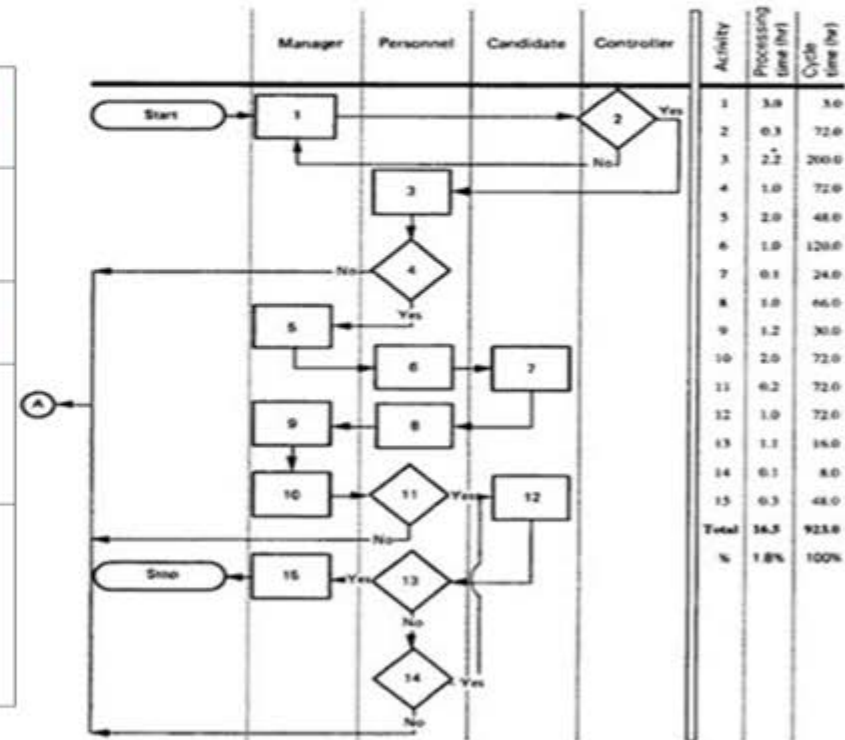 Manager Personnel Candidate Controller
Activity
Processing time (hr)
Cycle time (hr)
Start
1
2
Yes
No
3
4
No
Yes
5
6
7
A
9
8
10
11
Yes
12
No
Stop
15
Yes
13
No
14
Yes
No
1 3.0 3.0
2 0.3 72.0
3 2.2 200.0
4 1.0 72.0
5 2.0 48.0
6 1.0 120.0
7 0.1 24.0
8 1.0 66.0
9 1.2 30.0
10 2.0 72.0
11 0.2 72.0
12 1.0 72.0
13 1.1 16.0
14 0.1 8.0
15 0.3 48.0
Total 16.5 923.0
% 1.8% 100%